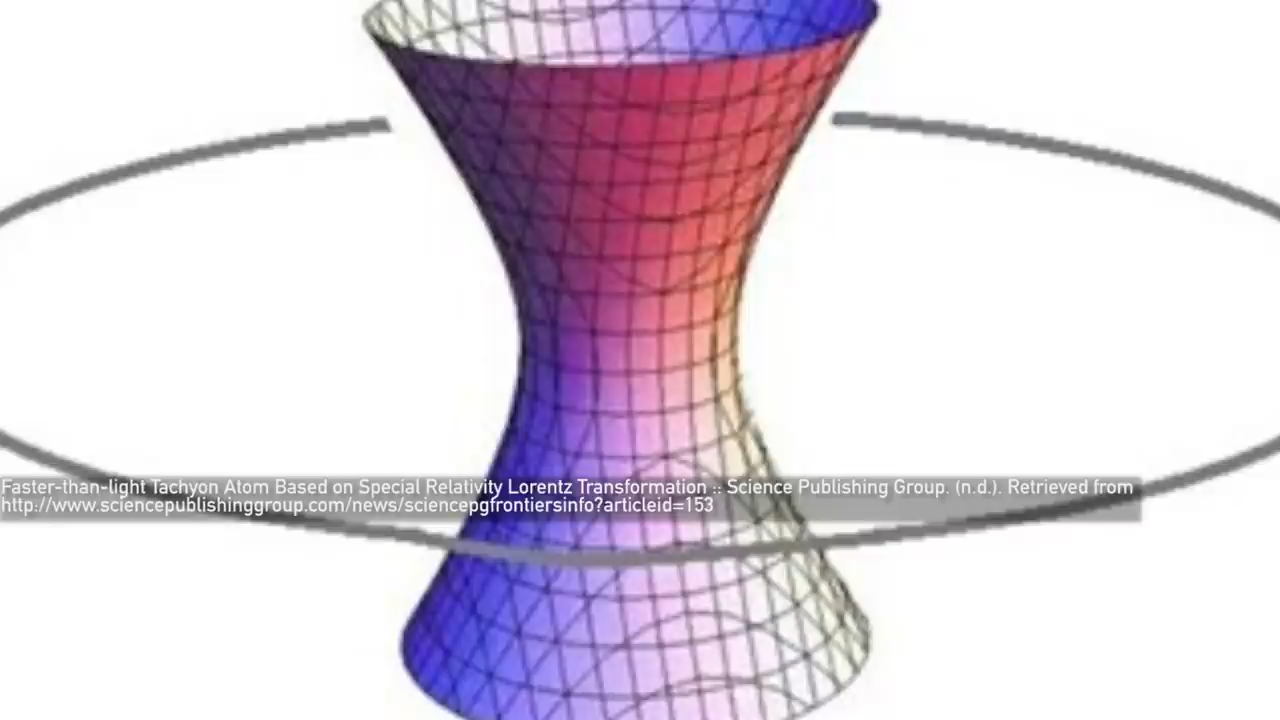 Faster-than-light Tachyon Atom Based on Special Relativity Lorentz Transformation :: Science Publishing Group. (n.d.). Retrieved from
http://www.sciencepublishinggroup.com/news/sciencepgfrontiersinfo?articleid=153